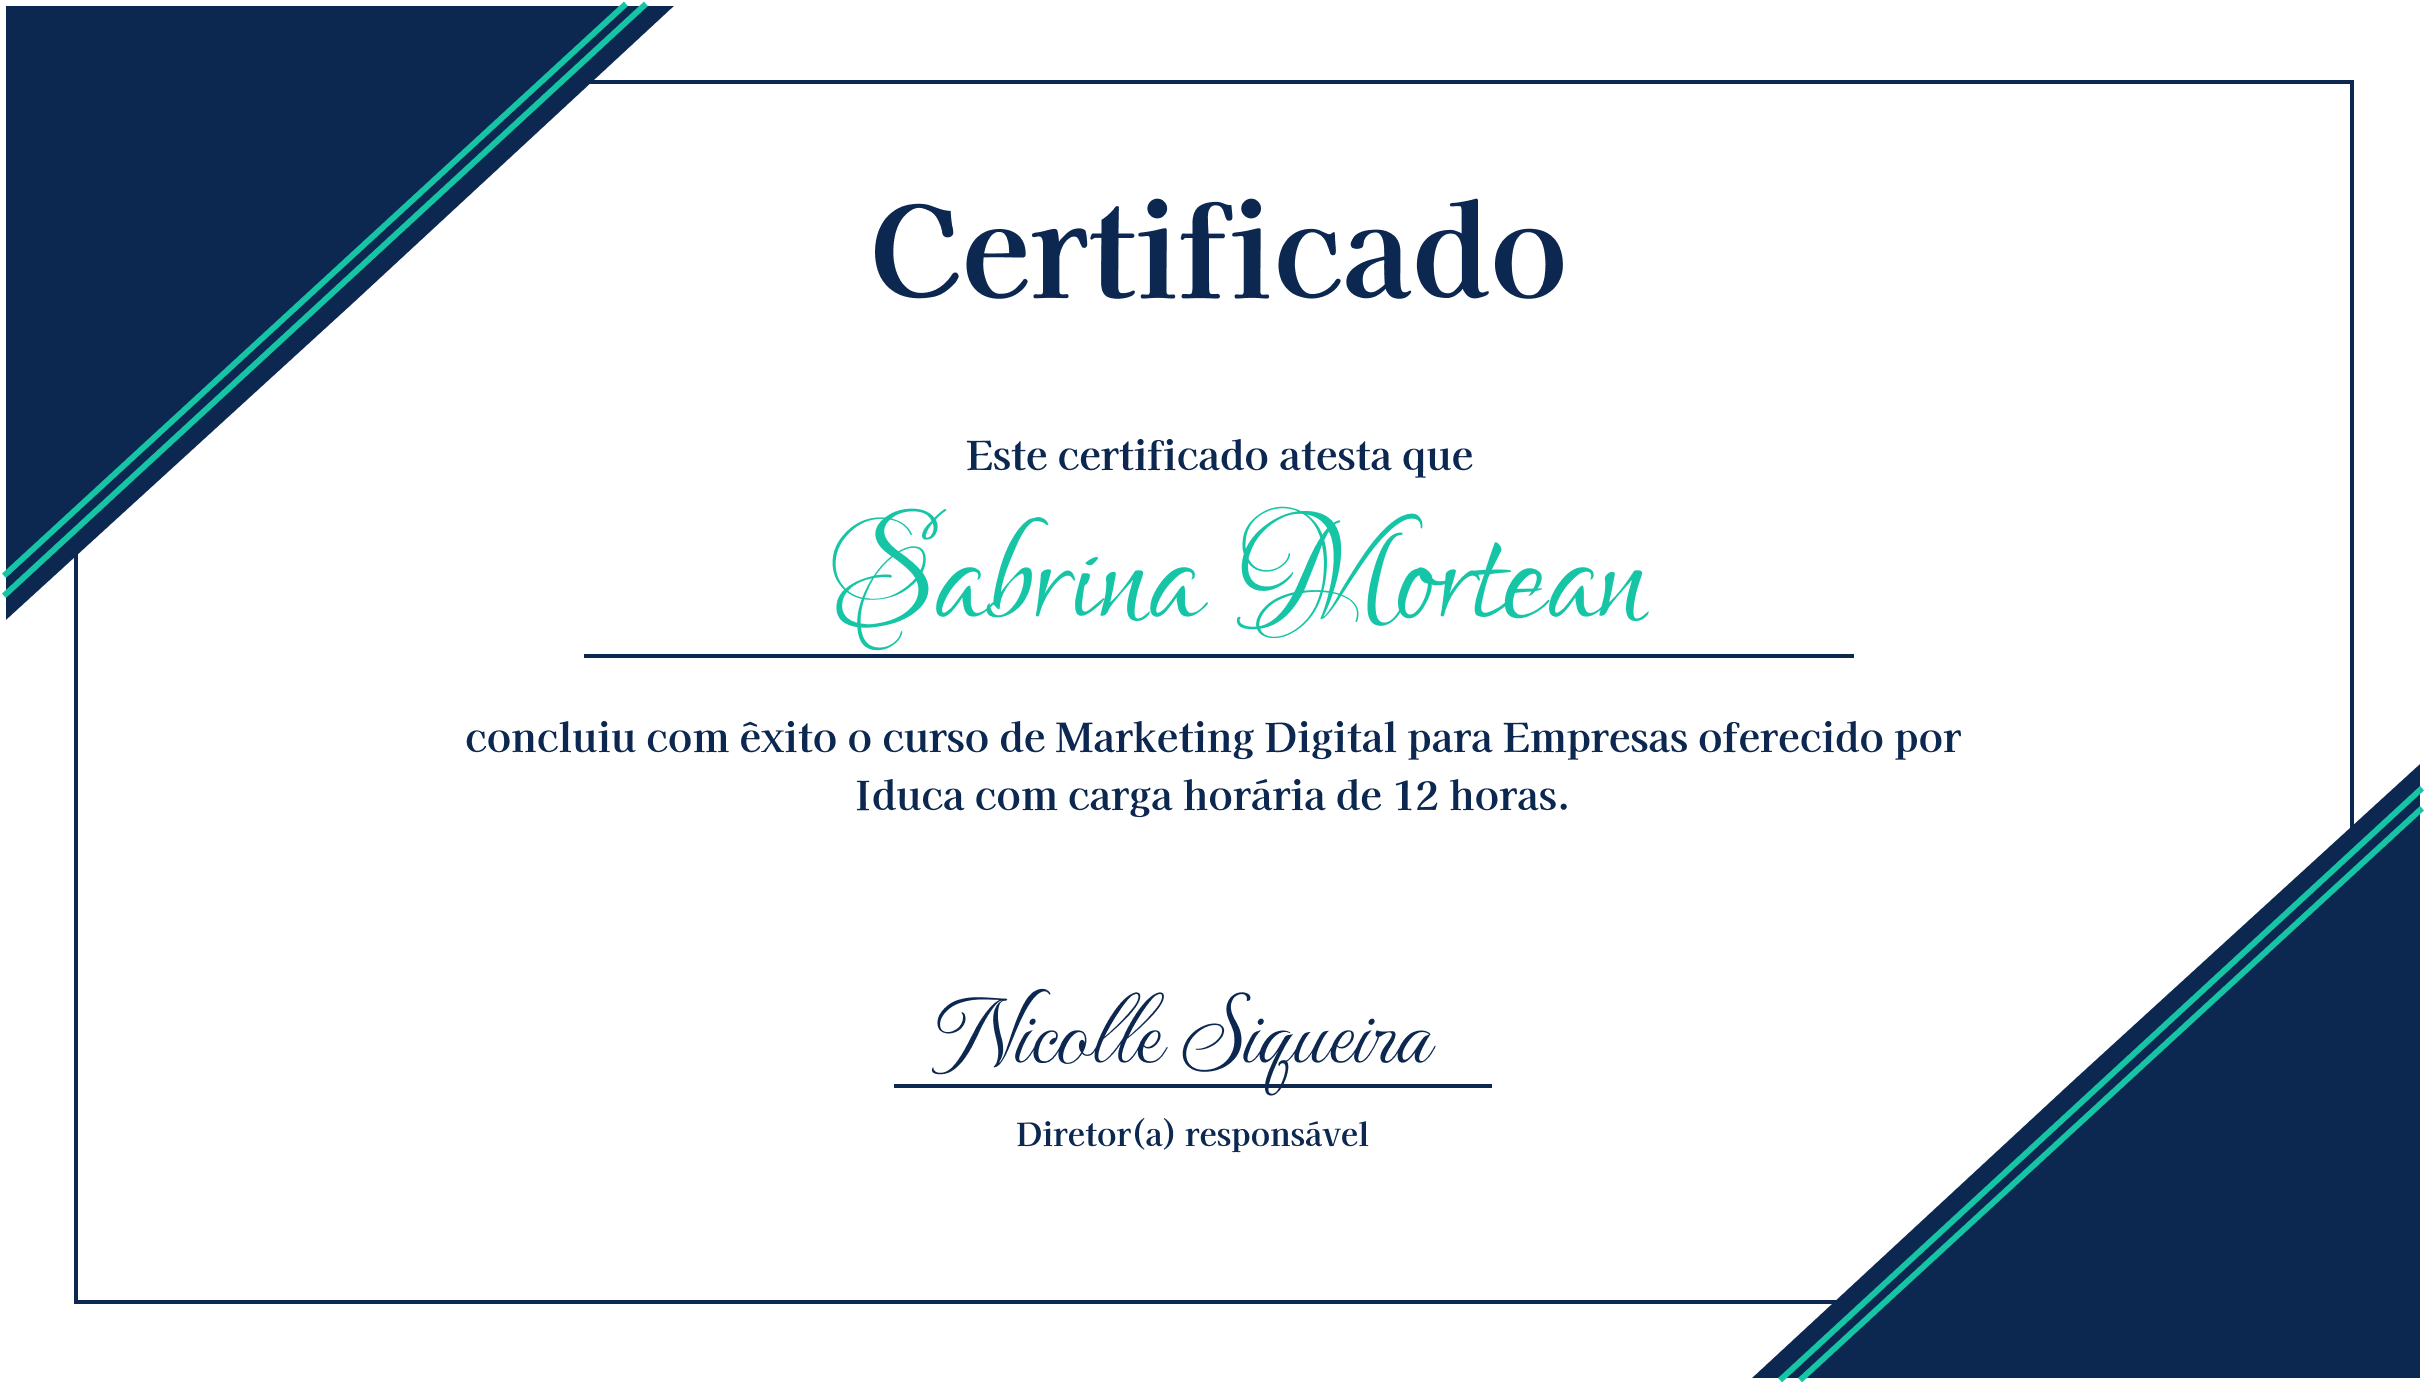 Certificado
Este certificado atesta que
Sabrina Mortean
concluiu com êxito o curso de Marketing Digital para Empresas oferecido por
Iduca com carga horária de 12 horas.
Nicolle Siqueira
Diretor(a) responsável